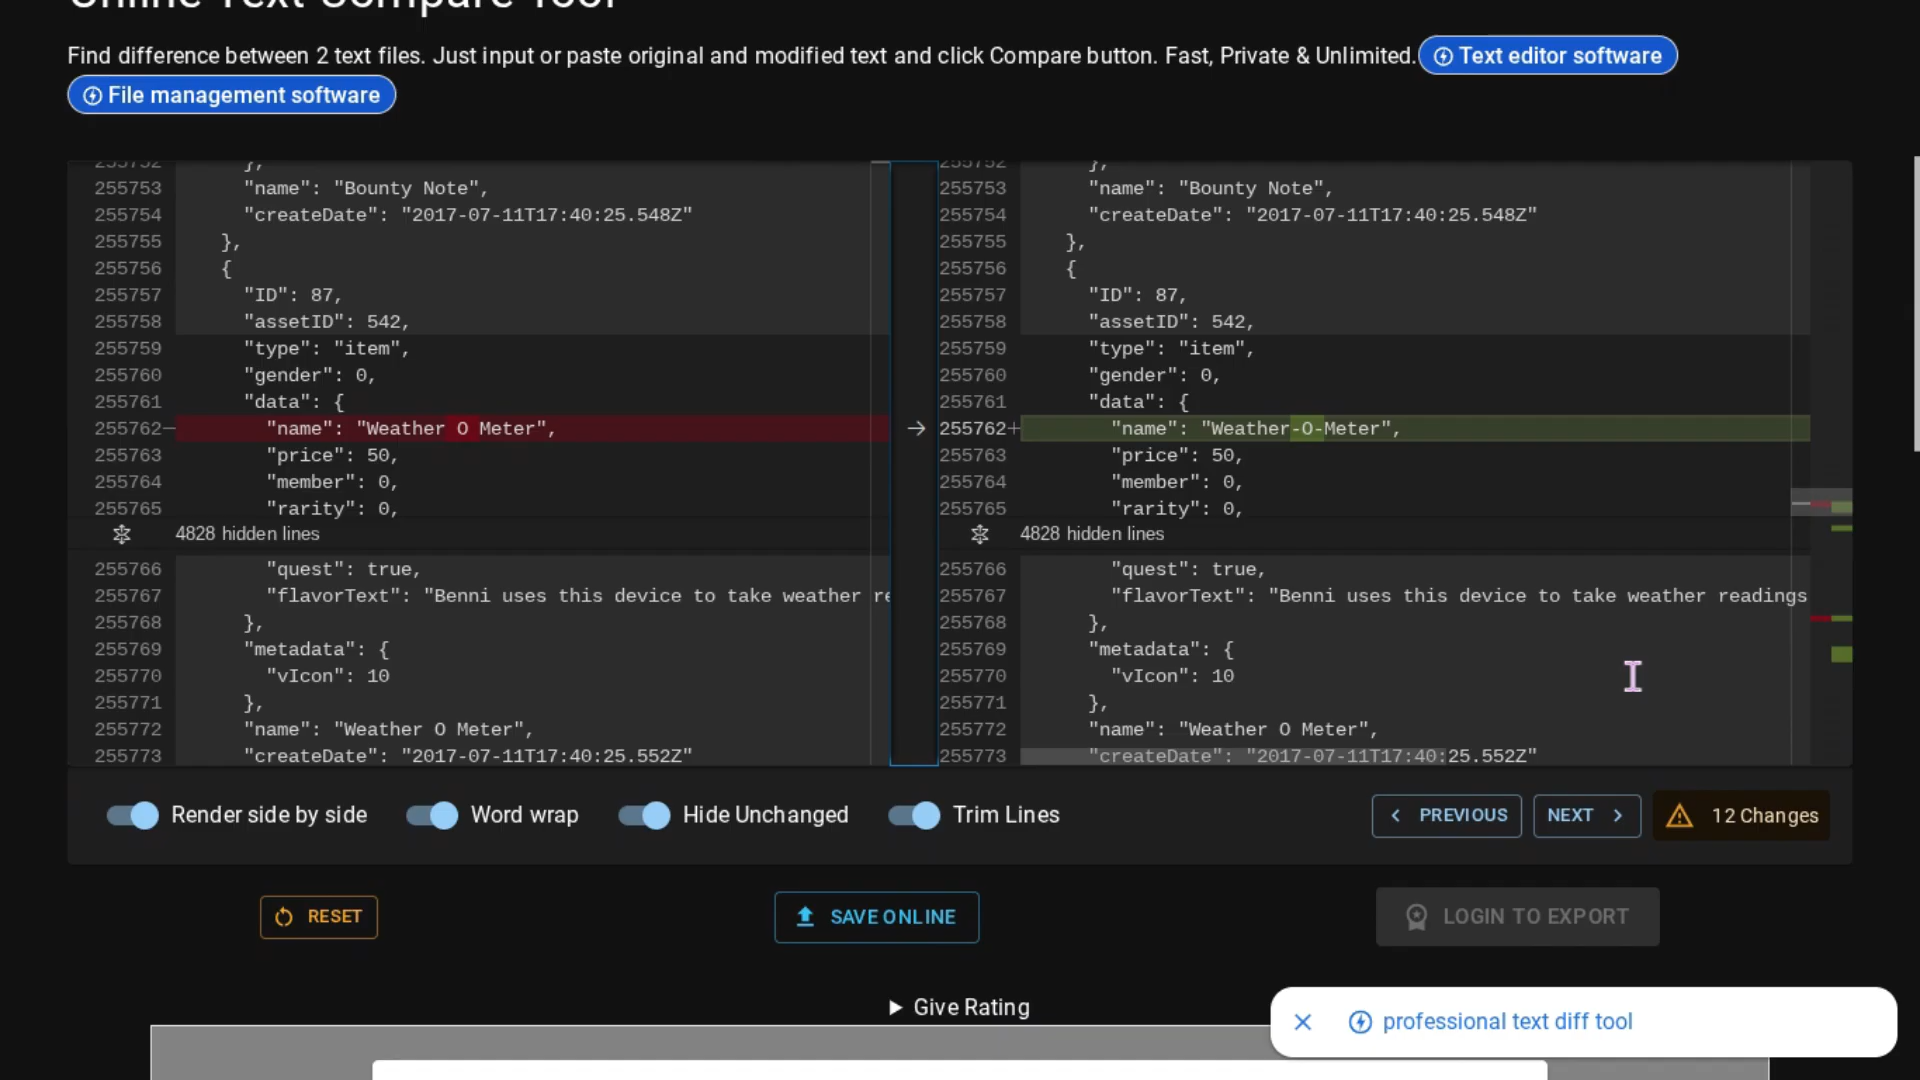 Online Text Compare Tool
Find difference between 2 text files. Just input or paste original and modified text and click Compare button. Fast, Private & Unlimited. Text editor software
File management software
255752 },
255753 "name": "Bounty Note",
255754 "createDate": "2017-07-11T17:40:25.548Z"
255755 },
255756 {
255757 "ID": 87,
255758 "assetID": 542,
255759 "type": "item",
255760 "gender": 0,
255761 "data": {
255762— "name": "Weather O Meter",
255763 "price": 50,
255764 "member": 0,
255765 "rarity": 0,
4828 hidden lines
255766 "quest": true,
255767 "flavorText": "Benni uses this device to take weather re
255768 },
255769 "metadata": {
255770 "vIcon": 10
255771 },
255772 "name": "Weather O Meter",
255773 "createDate": "2017-07-11T17:40:25.552Z"
255752 },
255753 "name": "Bounty Note",
255754 "createDate": "2017-07-11T17:40:25.548Z"
255755 },
255756 {
255757 "ID": 87,
255758 "assetID": 542,
255759 "type": "item",
255760 "gender": 0,
255761 "data": {
255762+ "name": "Weather-O-Meter",
255763 "price": 50,
255764 "member": 0,
255765 "rarity": 0,
4828 hidden lines
255766 "quest": true,
255767 "flavorText": "Benni uses this device to take weather readings
255768 },
255769 "metadata": {
255770 "vIcon": 10
255771 },
255772 "name": "Weather O Meter",
255773 "createDate": "2017-07-11T17:40:25.552Z"
Render side by side Word wrap Hide Unchanged Trim Lines PREVIOUS NEXT 12 Changes
RESET SAVE ONLINE LOGIN TO EXPORT
Give Rating
professional text diff tool